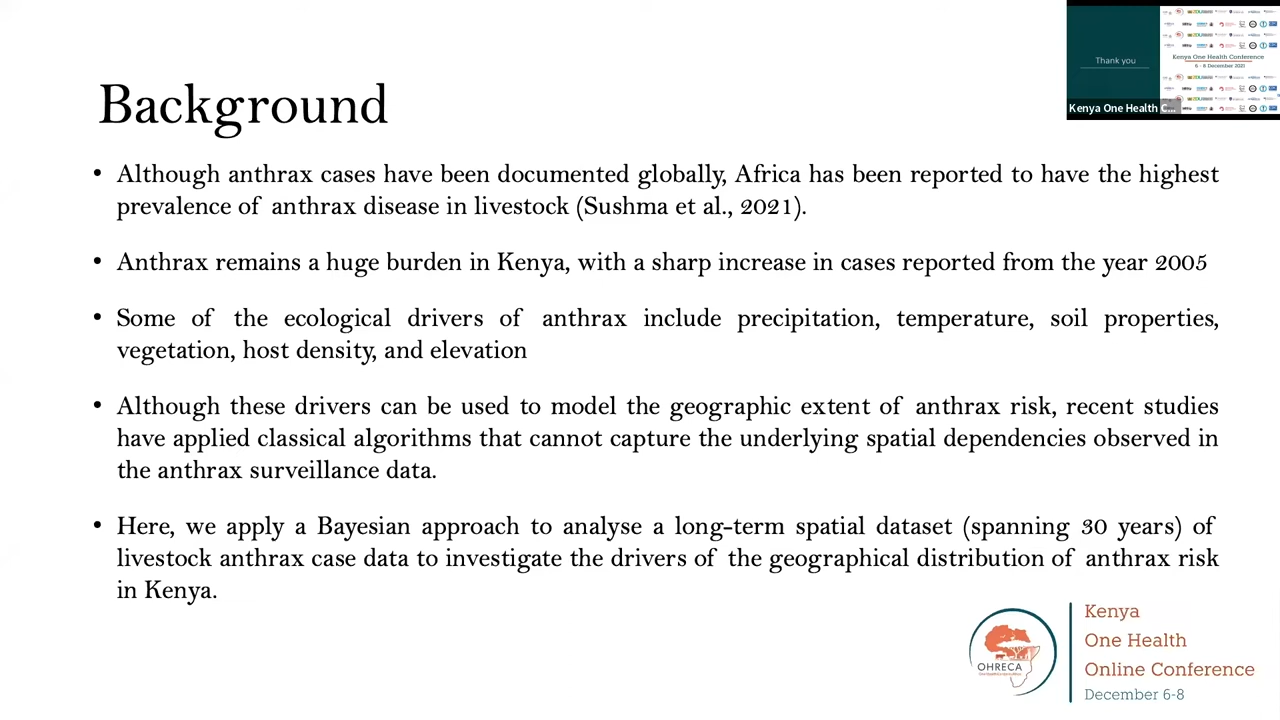 Thank you
Kenya One Health Conference
6 - 8 December 2021
Kenya One Health C...
Background
• Although anthrax cases have been documented globally, Africa has been reported to have the highest
prevalence of anthrax disease in livestock (Sushma et al., 2021).
• Anthrax remains a huge burden in Kenya, with a sharp increase in cases reported from the year 2005
• Some of the ecological drivers of anthrax include precipitation, temperature, soil properties,
vegetation, host density, and elevation
• Although these drivers can be used to model the geographic extent of anthrax risk, recent studies
have applied classical algorithms that cannot capture the underlying spatial dependencies observed in
the anthrax surveillance data.
• Here, we apply a Bayesian approach to analyse a long-term spatial dataset (spanning 30 years) of
livestock anthrax case data to investigate the drivers of the geographical distribution of anthrax risk
in Kenya.
OHRECA
Kenya
One Health
Online Conference
December 6-8